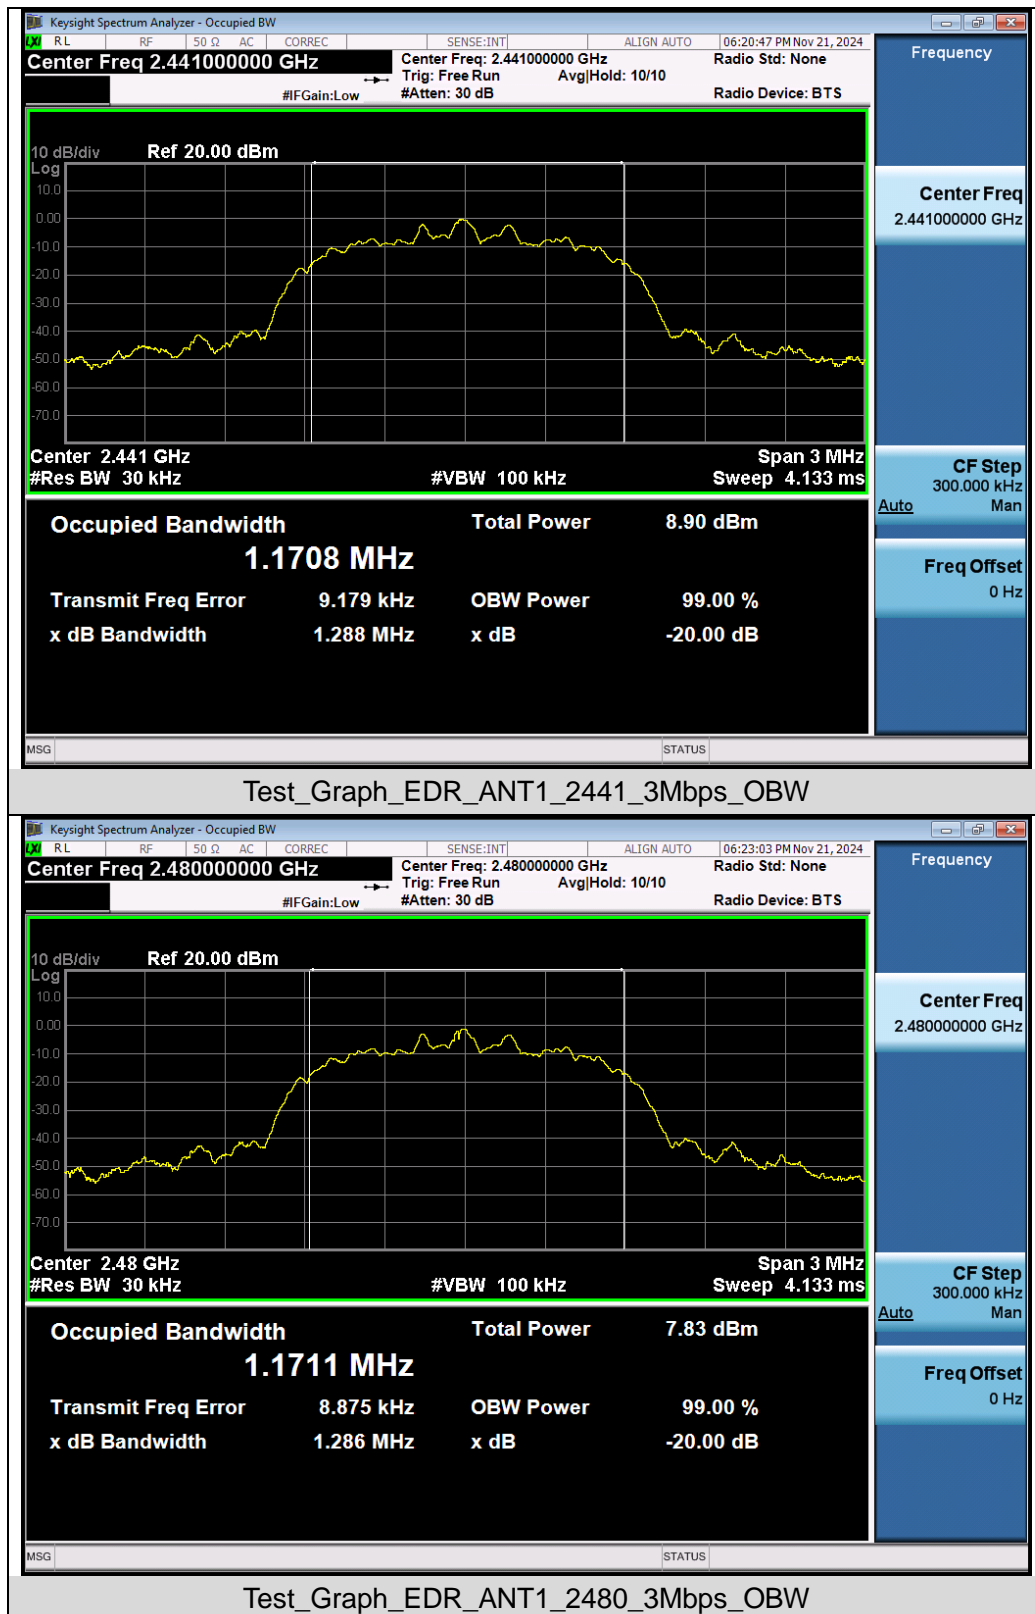 Keysight Spectrum Analyzer - Occupied BW
LXI RL RF 50 Ω AC CORREC SENSE:INT ALIGN AUTO 06:20:47 PM Nov 21, 2024
Center Freq 2.441000000 GHz
Center Freq: 2.441000000 GHz
Radio Std: None
Trig: Free Run Avg|Hold: 10/10
#IFGain:Low #Atten: 30 dB
Radio Device: BTS
Frequency
10 dB/div Ref 20.00 dBm
Log
10.0
0.00
-10.0
-20.0
-30.0
-40.0
-50.0
-60.0
-70.0
Center 2.441 GHz Span 3 MHz
#Res BW 30 kHz #VBW 100 kHz Sweep 4.133 ms
Center Freq
2.441000000 GHz
CF Step
300.000 kHz
Auto Man
Freq Offset
0 Hz
Occupied Bandwidth Total Power 8.90 dBm
1.1708 MHz
Transmit Freq Error 9.179 kHz OBW Power 99.00 %
x dB Bandwidth 1.288 MHz x dB -20.00 dB
MSG STATUS
Test_Graph_EDR_ANT1_2441_3Mbps_OBW
Keysight Spectrum Analyzer - Occupied BW
LXI RL RF 50 Ω AC CORREC SENSE:INT ALIGN AUTO 06:23:03 PM Nov 21, 2024
Center Freq 2.480000000 GHz
Center Freq: 2.480000000 GHz
Radio Std: None
Trig: Free Run Avg|Hold: 10/10
#IFGain:Low #Atten: 30 dB
Radio Device: BTS
Frequency
10 dB/div Ref 20.00 dBm
Log
10.0
0.00
-10.0
-20.0
-30.0
-40.0
-50.0
-60.0
-70.0
Center 2.48 GHz Span 3 MHz
#Res BW 30 kHz #VBW 100 kHz Sweep 4.133 ms
Center Freq
2.480000000 GHz
CF Step
300.000 kHz
Auto Man
Freq Offset
0 Hz
Occupied Bandwidth Total Power 7.83 dBm
1.1711 MHz
Transmit Freq Error 8.875 kHz OBW Power 99.00 %
x dB Bandwidth 1.286 MHz x dB -20.00 dB
MSG STATUS
Test_Graph_EDR_ANT1_2480_3Mbps_OBW